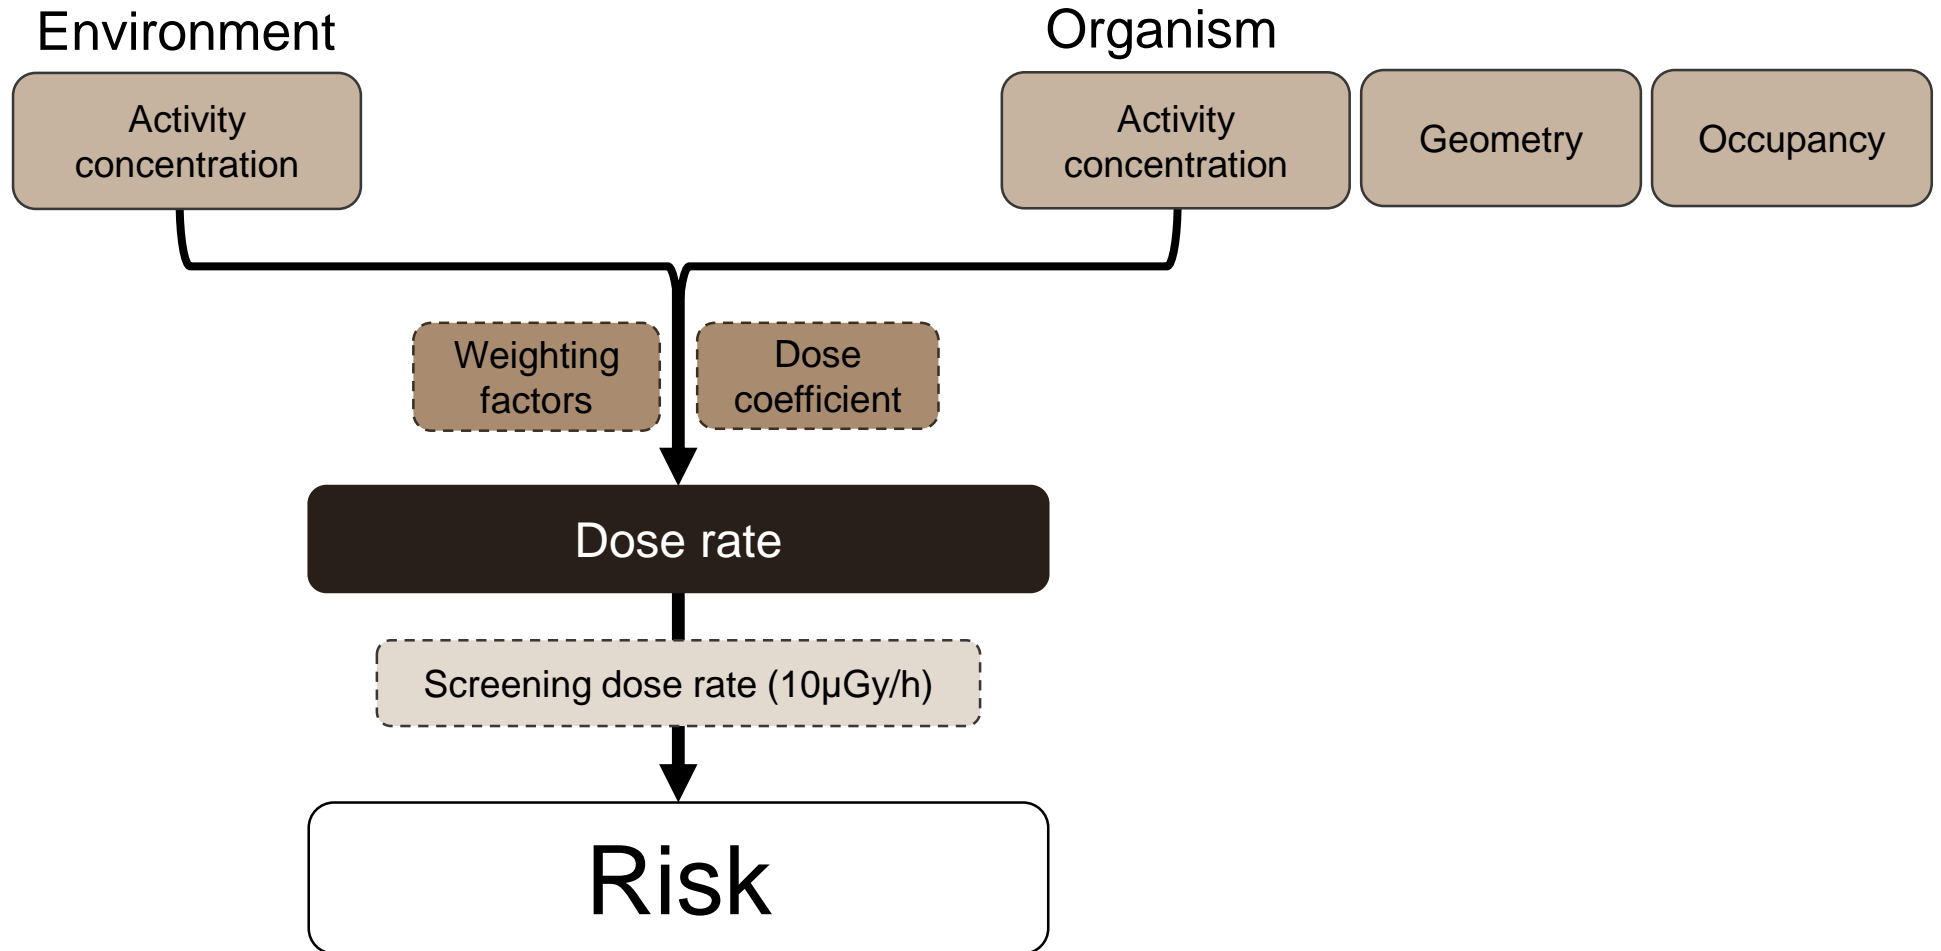 Environment
Organism
Activity
concentration
Activity
concentration
Geometry
Occupancy
Weighting
factors
Dose
coefficient
Dose rate
Screening dose rate (10µGy/h)
Risk